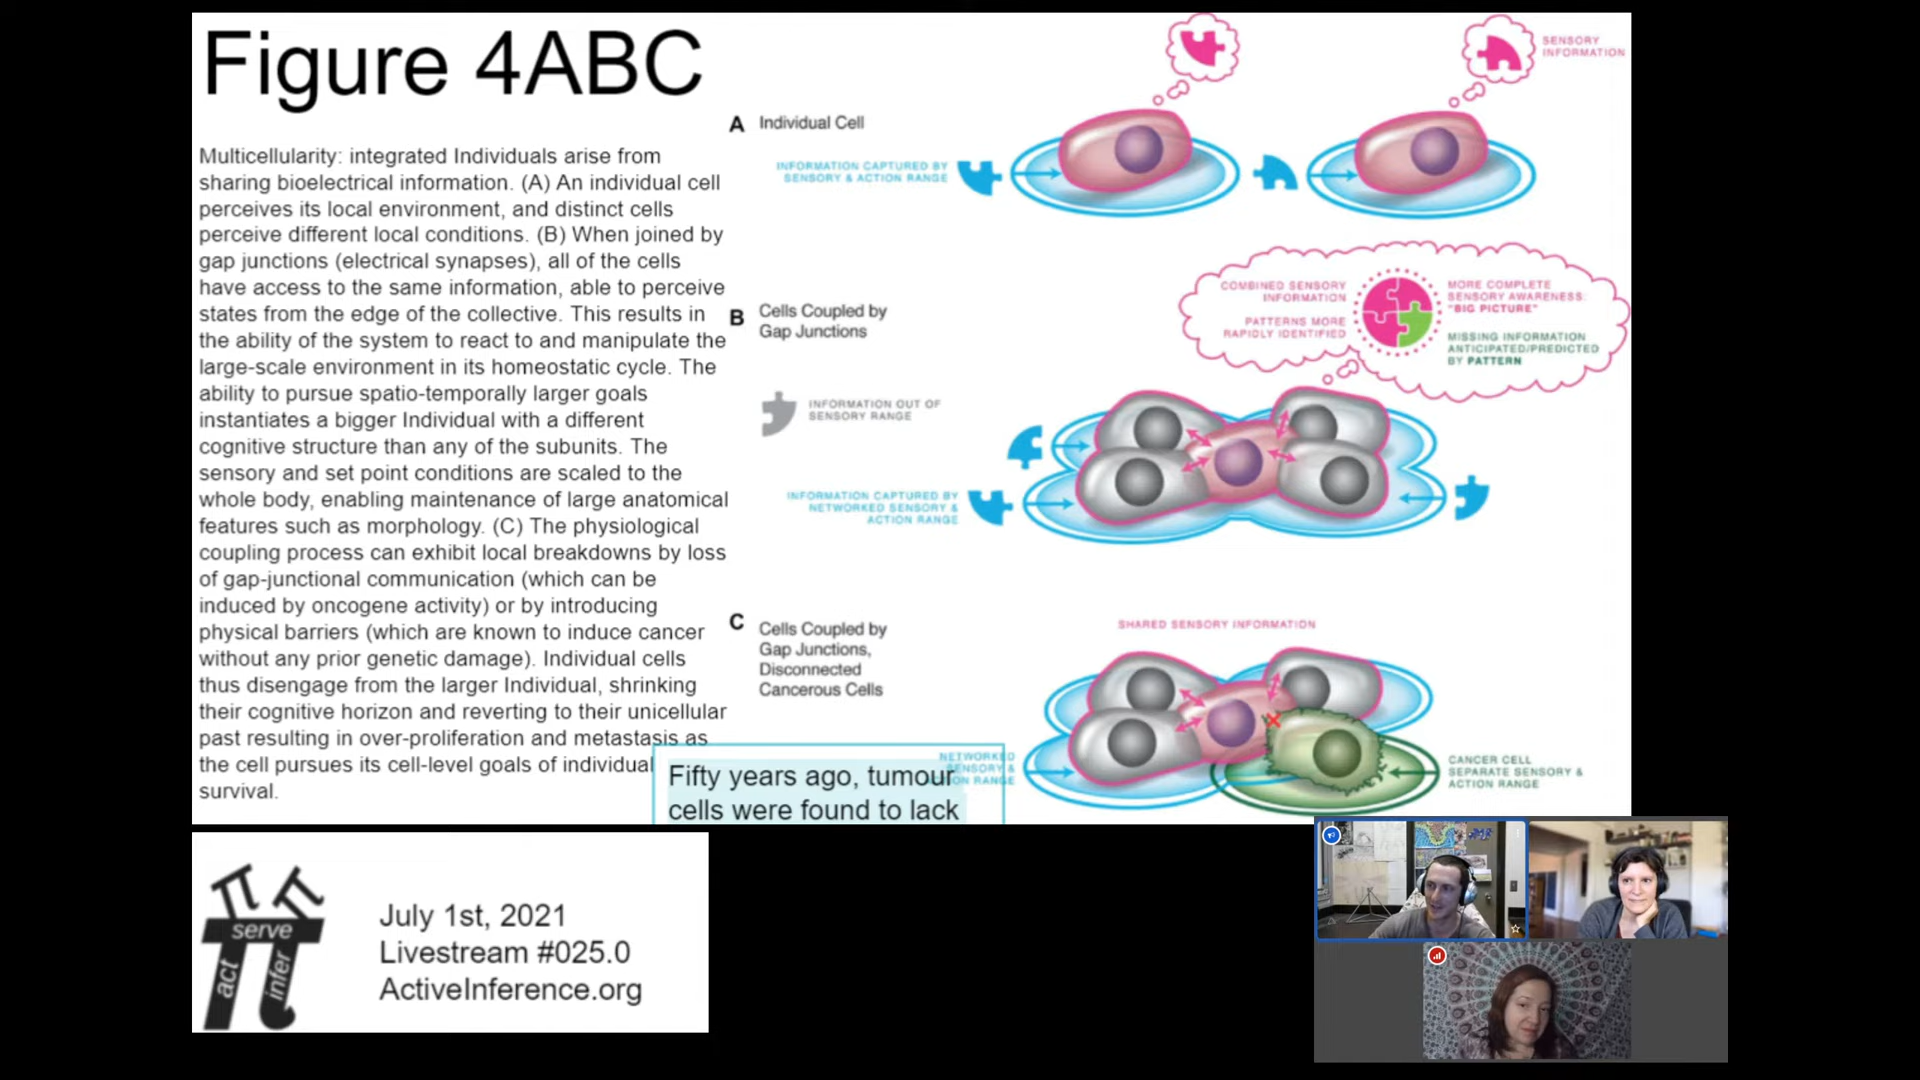 Figure 4ABC
Multicellularity: integrated Individuals arise from
sharing bioelectrical information. (A) An individual cell
perceives its local environment, and distinct cells
perceive different local conditions. (B) When joined by
gap junctions (electrical synapses), all of the cells
have access to the same information, able to perceive
states from the edge of the collective. This results in
the ability of the system to react to and manipulate the
large-scale environment in its homeostatic cycle. The
ability to pursue spatio-temporally larger goals
instantiates a bigger Individual with a different
cognitive structure than any of the subunits. The
sensory and set point conditions are scaled to the
whole body, enabling maintenance of large anatomical
features such as morphology. (C) The physiological
coupling process can exhibit local breakdowns by loss
of gap-junctional communication (which can be
induced by oncogene activity) or by introducing
physical barriers (which are known to induce cancer
without any prior genetic damage). Individual cells
thus disengage from the larger Individual, shrinking
their cognitive horizon and reverting to their unicellular
past resulting in over-proliferation and metastasis as
the cell pursues its cell-level goals of individual
survival.
A Individual Cell
SENSORY
INFORMATION
INFORMATION CAPTURED BY
SENSORY & ACTION RANGE
B Cells Coupled by
Gap Junctions
COMBINED SENSORY
INFORMATION
PATTERNS MORE
RAPIDLY IDENTIFIED
MORE COMPLETE
SENSORY AWARENESS:
"BIG PICTURE"
MISSING INFORMATION
ANTICIPATED/PREDICTED
BY PATTERN
INFORMATION OUT OF
SENSORY RANGE
INFORMATION CAPTURED BY
NETWORKED SENSORY &
ACTION RANGE
C Cells Coupled by
Gap Junctions,
Disconnected
Cancerous Cells
SHARED SENSORY INFORMATION
NETWORKED
SENSORY &
ON RANGE
CANCER CELL
SEPARATE SENSORY &
ACTION RANGE
Fifty years ago, tumour
cells were found to lack
serve
act
infer
July 1st, 2021
Livestream #025.0
ActiveInference.org